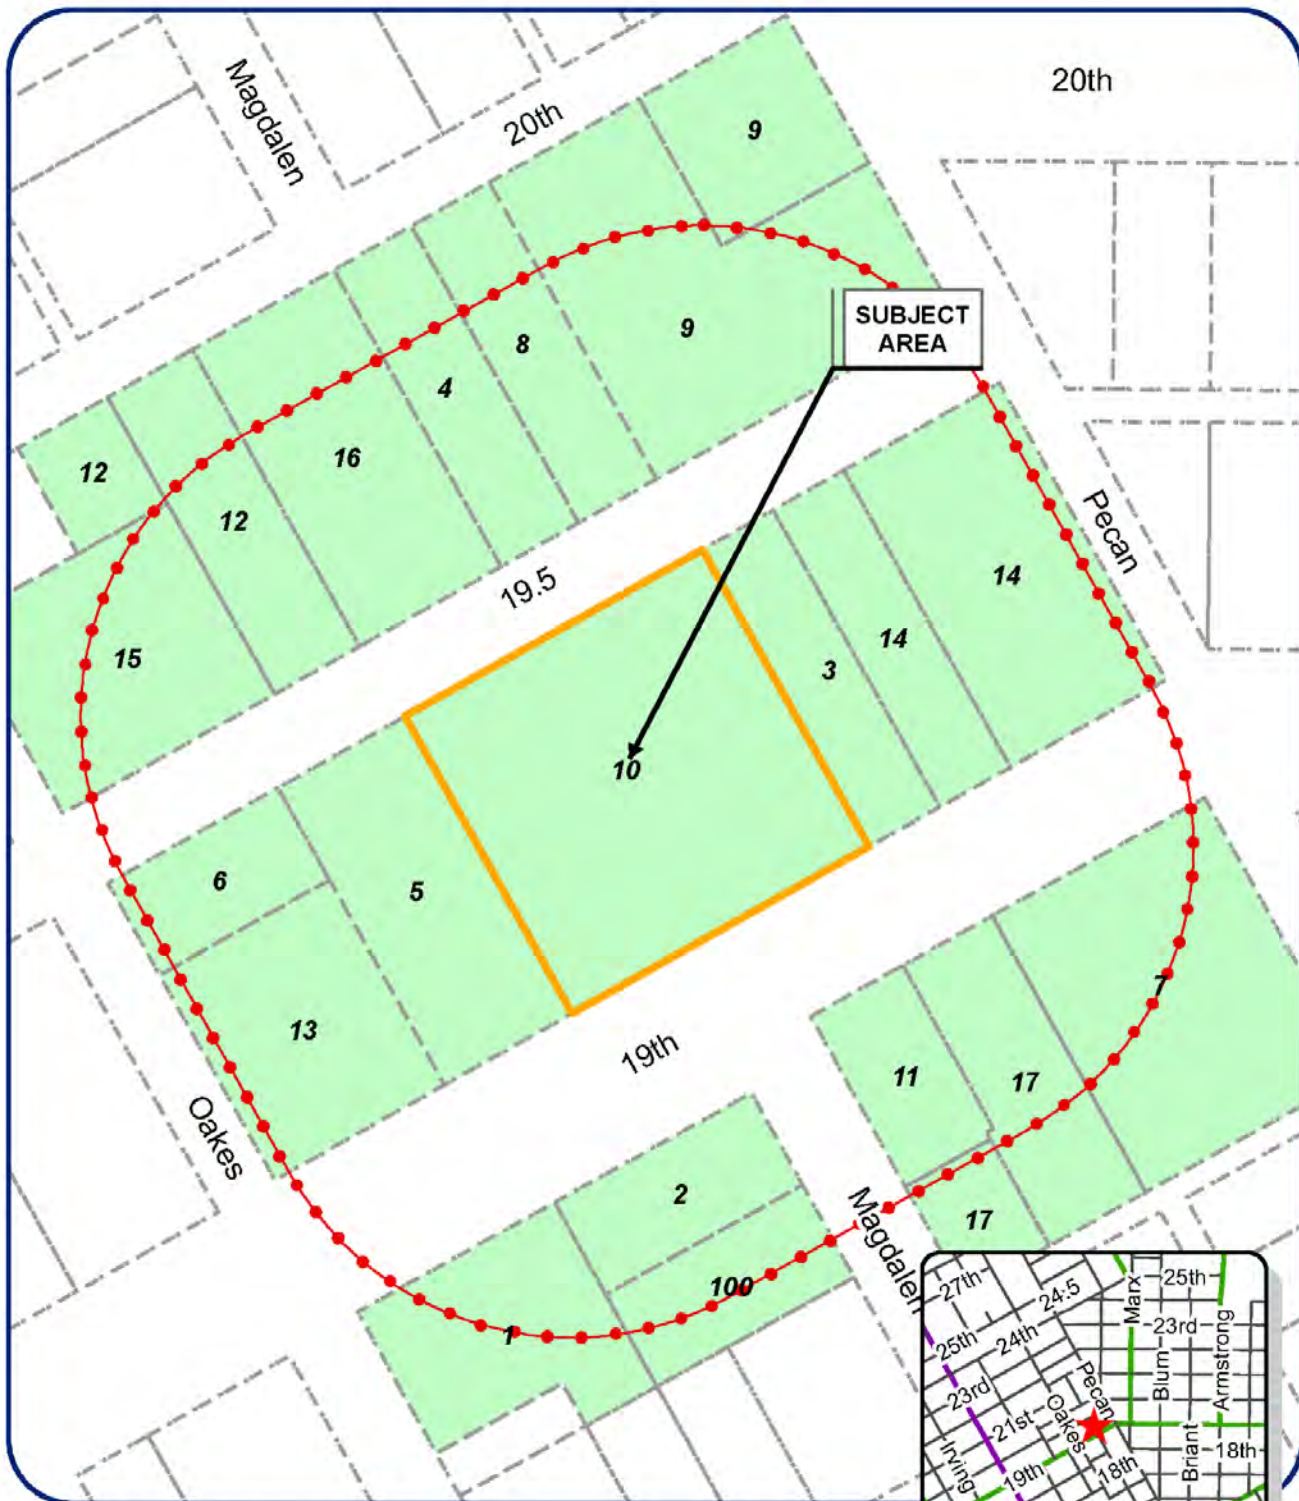 20th
Magdalen
20th
9
SUBJECT
AREA
9
8
4
16
12
12
15
Pecan
14
14
3
19.5
10
6
5
13
19th
7
11
17
Oakes
2
17
Magdalen
100
1
27th
24.5
Marx
25th
25th
24th
23rd
Armstrong
23rd
Pecan
Blum
21st
Oakes
Irving
19th
18th
Briant
18th